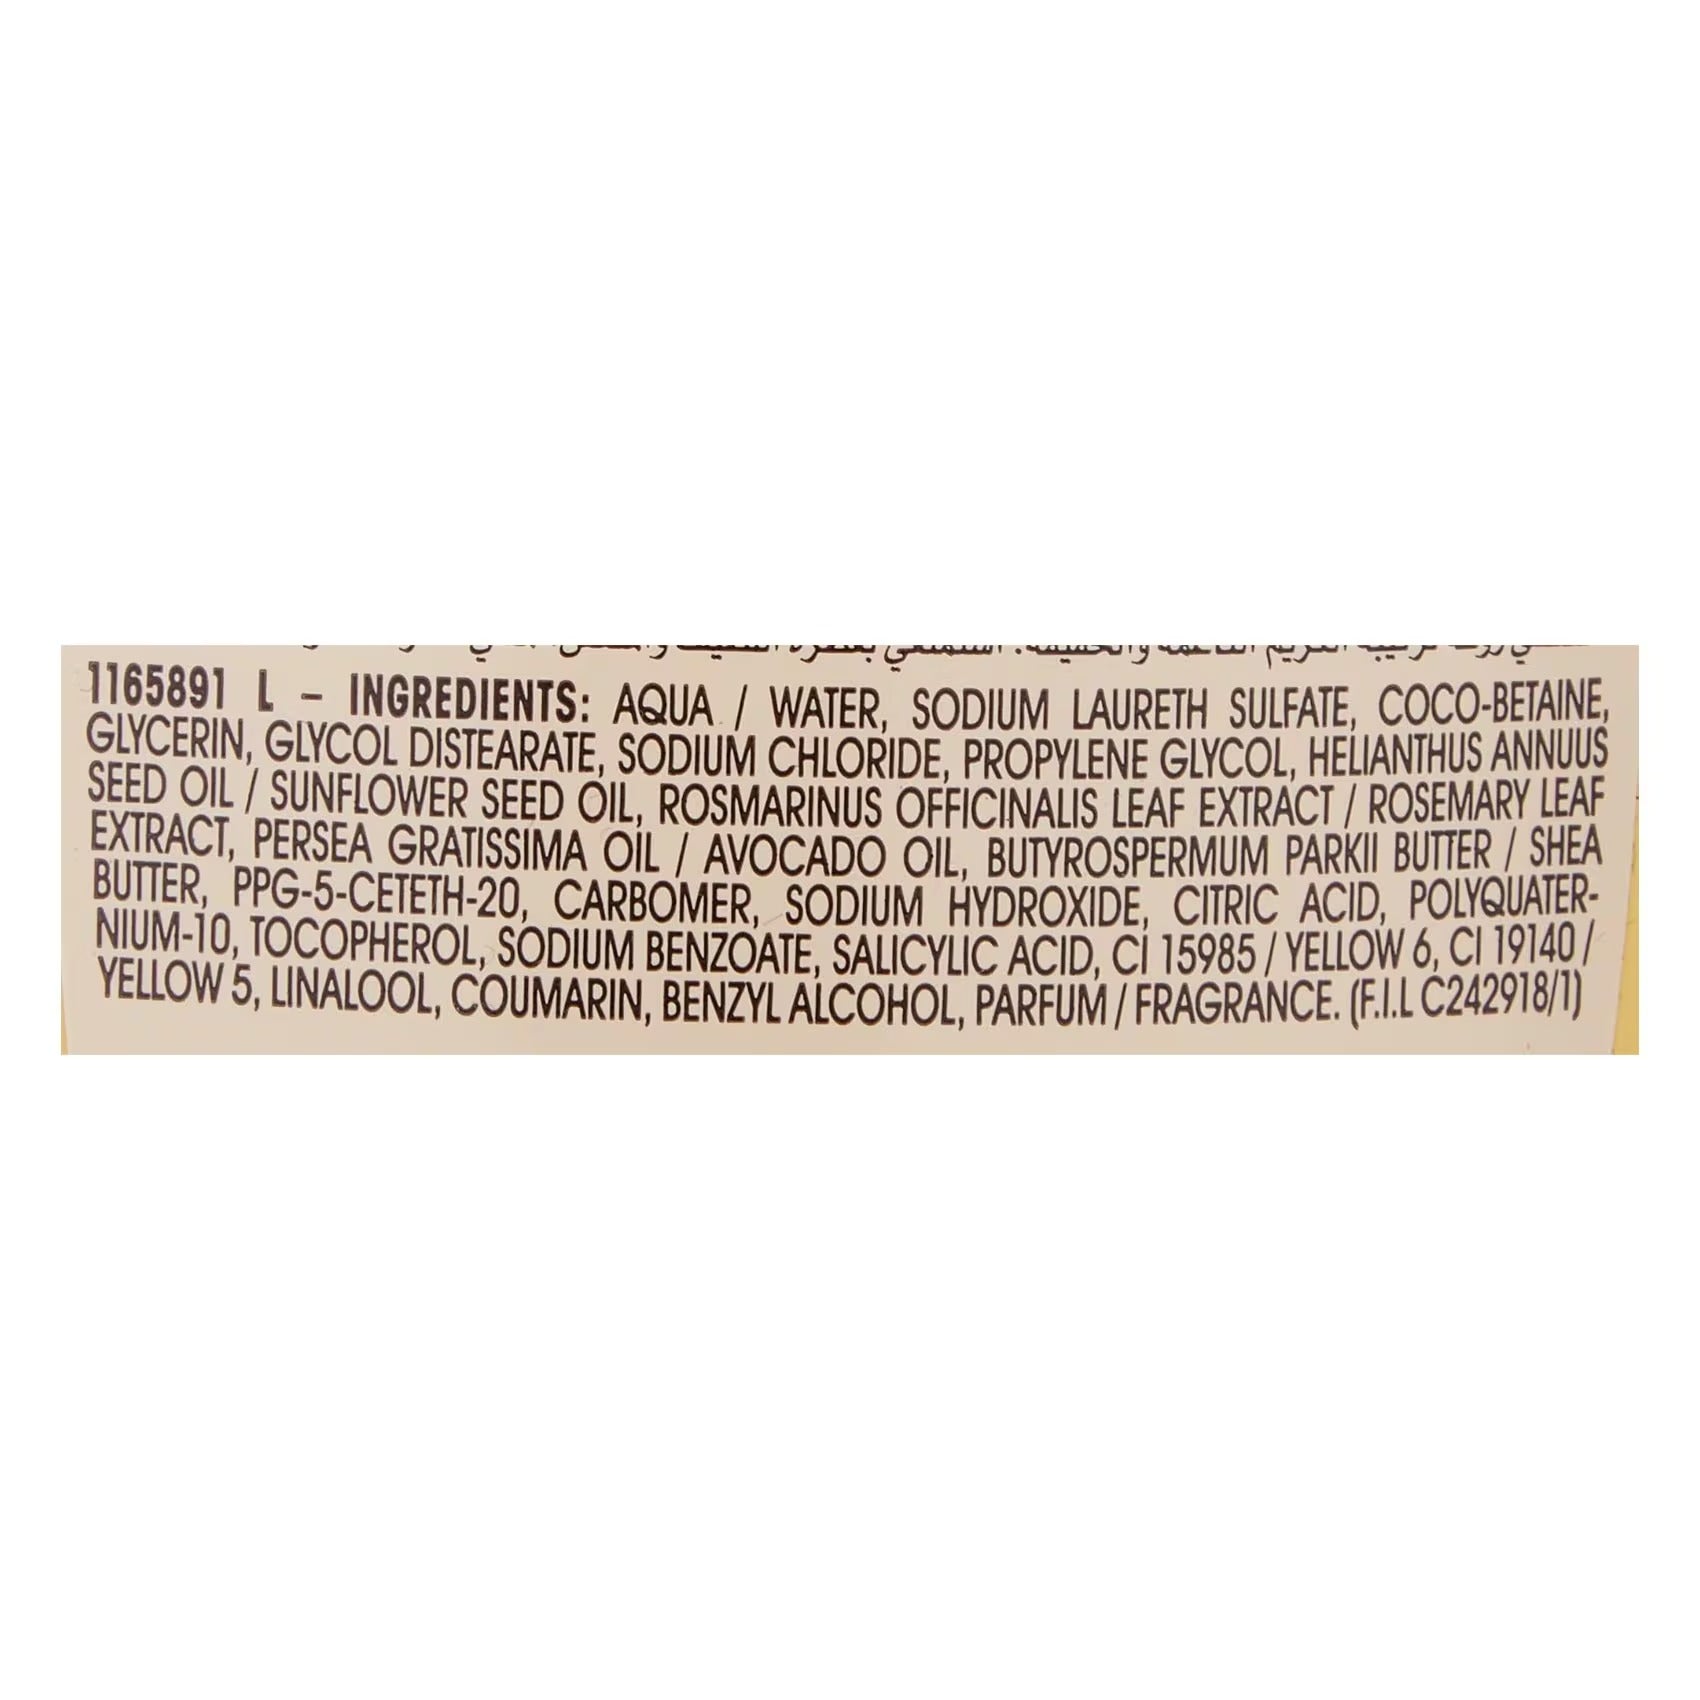 1165891 L – INGREDIENTS: AQUA / WATER, SODIUM LAURETH SULFATE, COCO-BETAINE,
GLYCERIN, GLYCOL DISTEARATE, SODIUM CHLORIDE, PROPYLENE GLYCOL, HELIANTHUS ANNUUS
SEED OIL / SUNFLOWER SEED OIL, ROSMARINUS OFFICINALIS LEAF EXTRACT / ROSEMARY LEAF
EXTRACT, PERSEA GRATISSIMA OIL / AVOCADO OIL, BUTYROSPERMUM PARKII BUTTER / SHEA
BUTTER, PPG-5-CETETH-20, CARBOMER, SODIUM HYDROXIDE, CITRIC ACID, POLYQUATER-
NIUM-10, TOCOPHEROL, SODIUM BENZOATE, SALICYLIC ACID, CI 15985 / YELLOW 6, CI 19140 /
YELLOW 5, LINALOOL, COUMARIN, BENZYL ALCOHOL, PARFUM / FRAGRANCE. (F.I.L C242918/1)